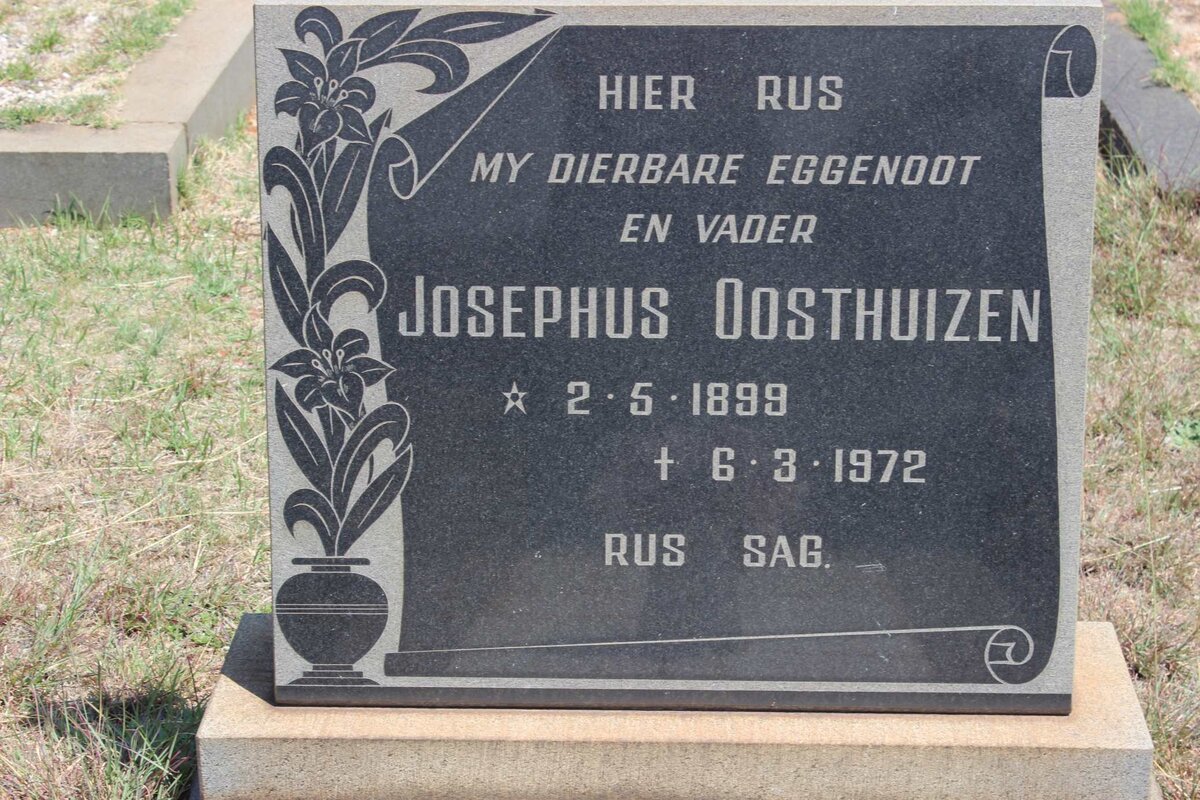 HIER RUS
MY DIERBARE EGGENOOT
EN VADER
JOSEPHUS OOSTHUIZEN
★ 2·5·1899
✝ 6·3·1972
RUS SAG.